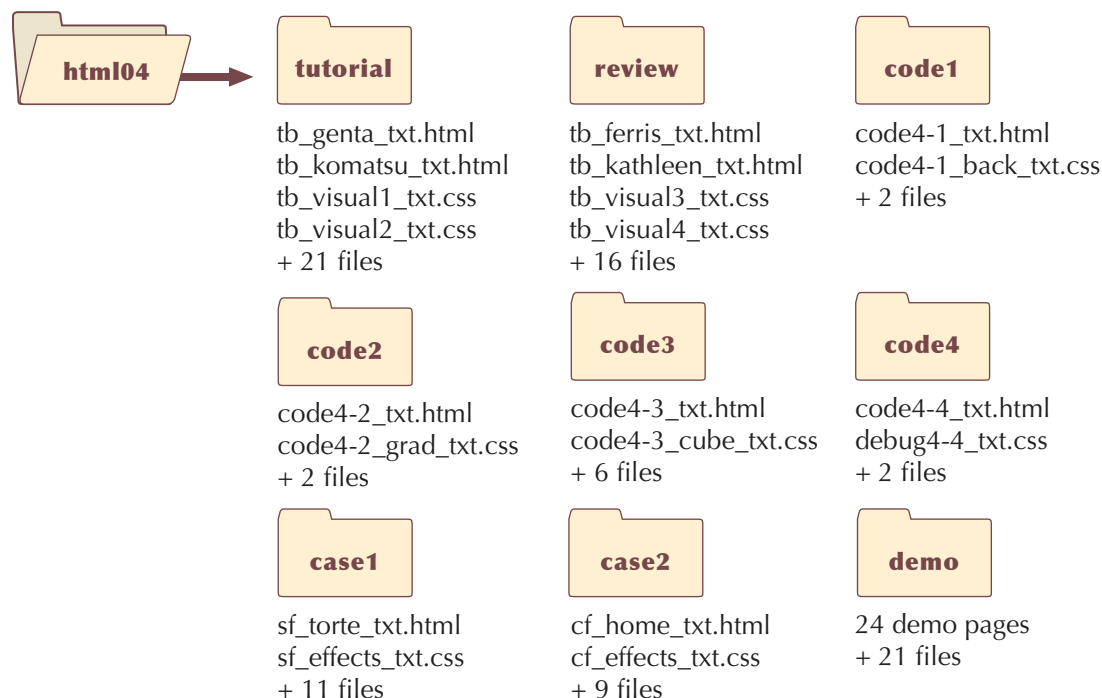 html04
tutorial
tb_genta_txt.html
tb_komatsu_txt.html
tb_visual1_txt.css
tb_visual2_txt.css
+ 21 files
review
tb_ferris_txt.html
tb_kathleen_txt.html
tb_visual3_txt.css
tb_visual4_txt.css
+ 16 files
code1
code4-1_txt.html
code4-1_back_txt.css
+ 2 files
code2
code4-2_txt.html
code4-2_grad_txt.css
+ 2 files
code3
code4-3_txt.html
code4-3_cube_txt.css
+ 6 files
code4
code4-4_txt.html
debug4-4_txt.css
+ 2 files
case1
sf_torte_txt.html
sf_effects_txt.css
+ 11 files
case2
cf_home_txt.html
cf_effects_txt.css
+ 9 files
demo
24 demo pages
+ 21 files